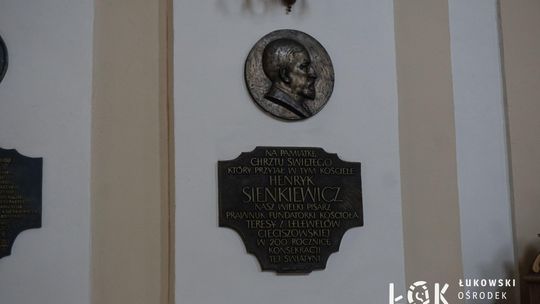 NA PAMIĄTKĘ
CHRZTU ŚWIĘTEGO
KTÓRY PRZYJĄŁ W TYM KOŚCIELE
HENRYK
SIENKIEWICZ
NASZ WIELKI PISARZ
PRAWNUK FUNDATORKI KOŚCIOŁA
TERESY Z LELEWELÓW
CIECISZOWSKIEJ
W 200 ROCZNICĘ
KONSEKRACJI
TEJ ŚWIĄTYNI
ŁOK
ŁUKOWSKI
OŚRODEK